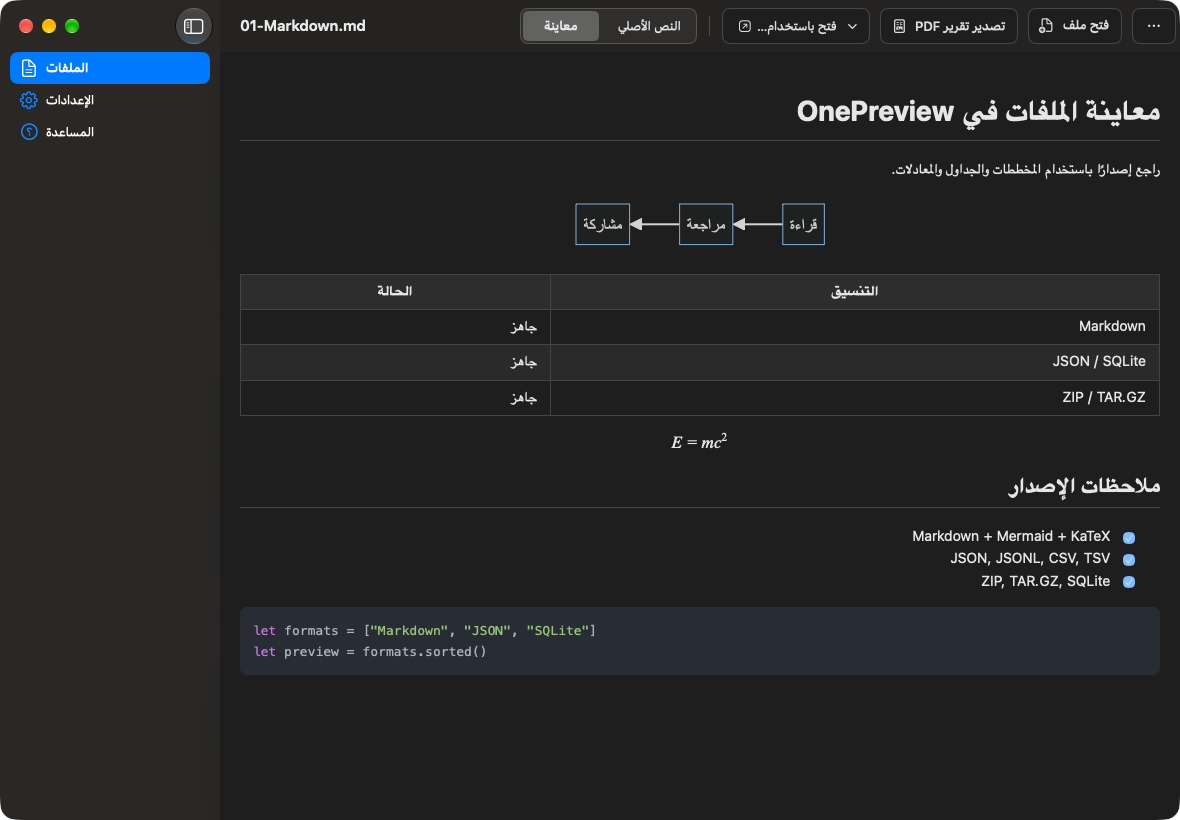 01-Markdown.md
معاينة
النص الأصلي
فتح باستخدام...
تصدير تقرير PDF
فتح ملف
الملفات
الإعدادات
المساعدة
معاينة الملفات في OnePreview
راجع إصدارًا باستخدام المخططات والجداول والمعادلات.
قراءة
مراجعة
مشاركة
التنسيق الحالة
Markdown جاهز
JSON / SQLite جاهز
ZIP / TAR.GZ جاهز
E = mc²
ملاحظات الإصدار
Markdown + Mermaid + KaTeX
JSON, JSONL, CSV, TSV
ZIP, TAR.GZ, SQLite
let formats = ["Markdown", "JSON", "SQLite"]
let preview = formats.sorted()